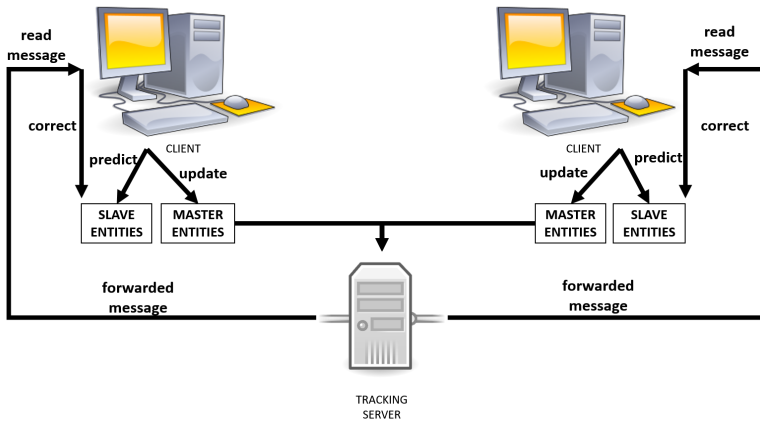 read
message
read
message
correct
correct
CLIENT
CLIENT
predict
update
update
predict
SLAVE
ENTITIES
MASTER
ENTITIES
MASTER
ENTITIES
SLAVE
ENTITIES
forwarded
message
forwarded
message
TRACKING
SERVER